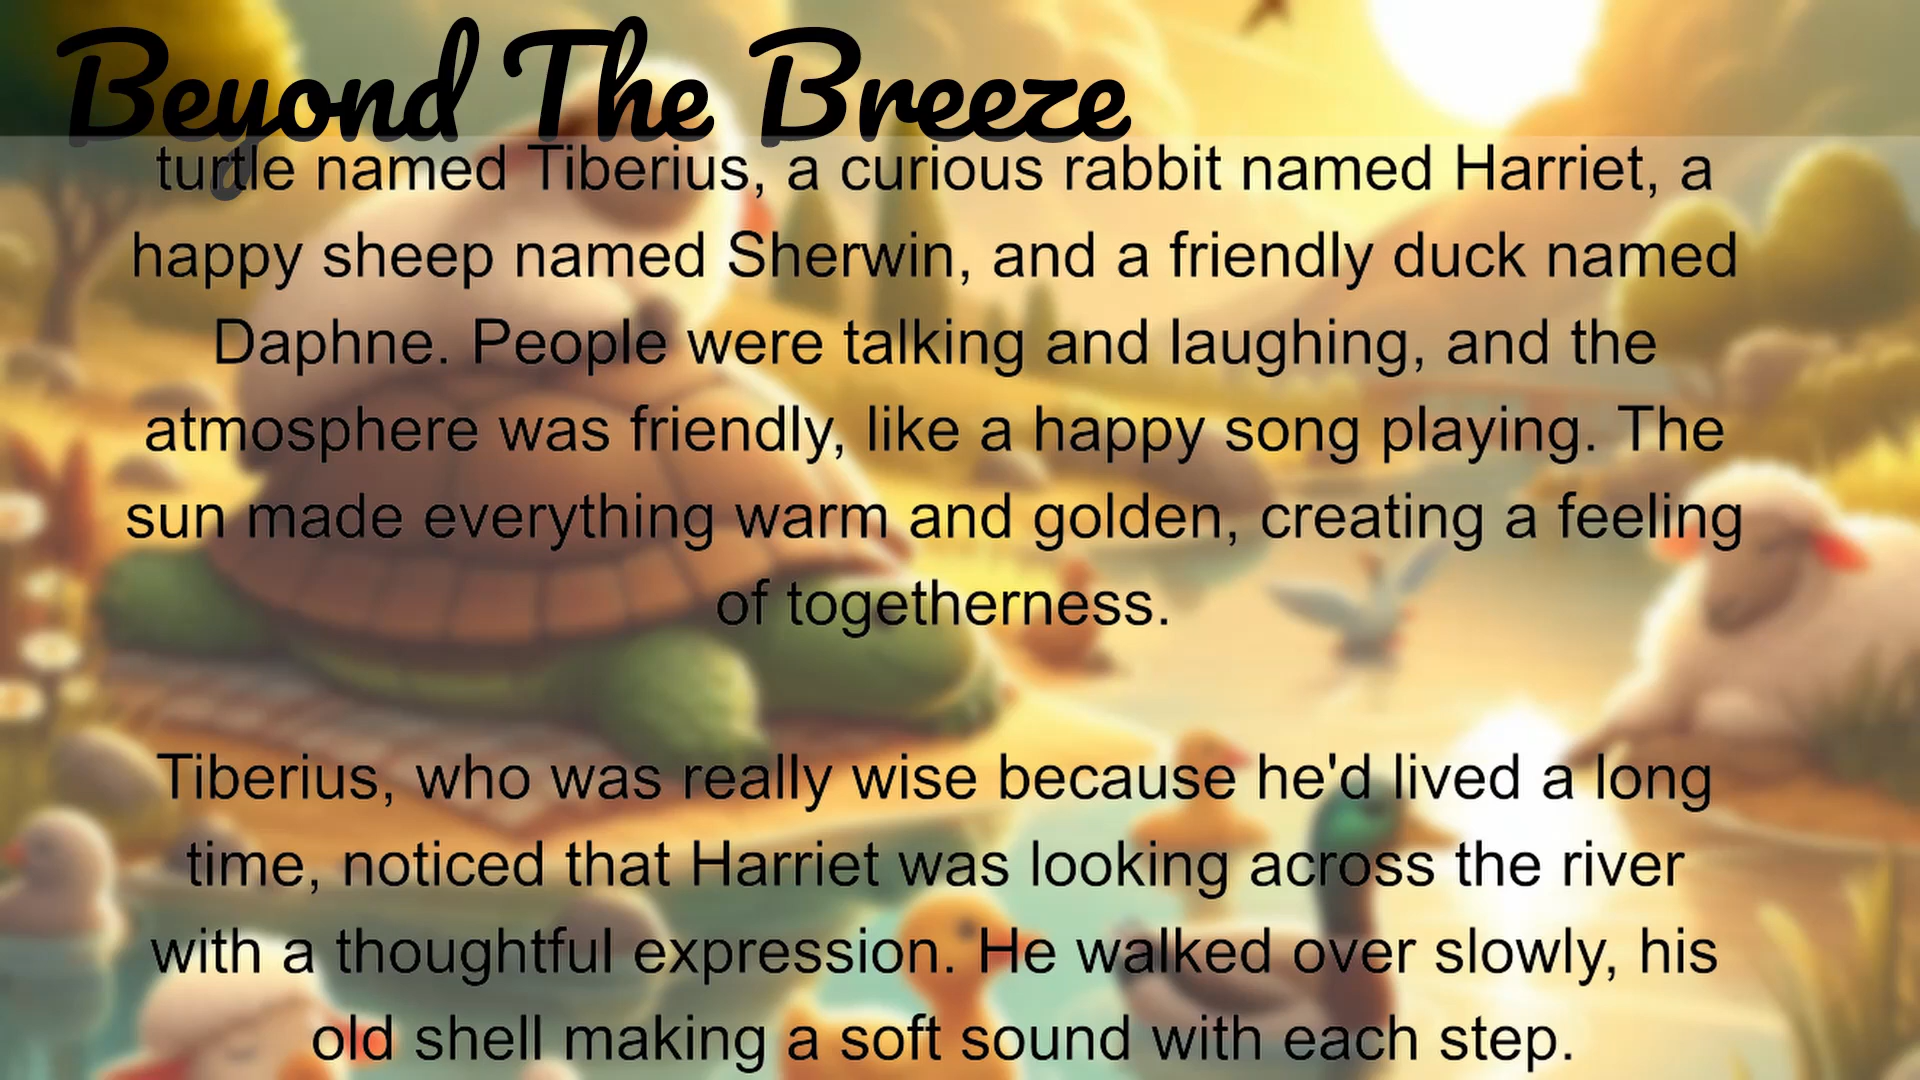 Beyond The Breeze
turtle named Tiberius, a curious rabbit named Harriet, a
happy sheep named Sherwin, and a friendly duck named
Daphne. People were talking and laughing, and the
atmosphere was friendly, like a happy song playing. The
sun made everything warm and golden, creating a feeling
of togetherness.
Tiberius, who was really wise because he'd lived a long
time, noticed that Harriet was looking across the river
with a thoughtful expression. He walked over slowly, his
old shell making a soft sound with each step.